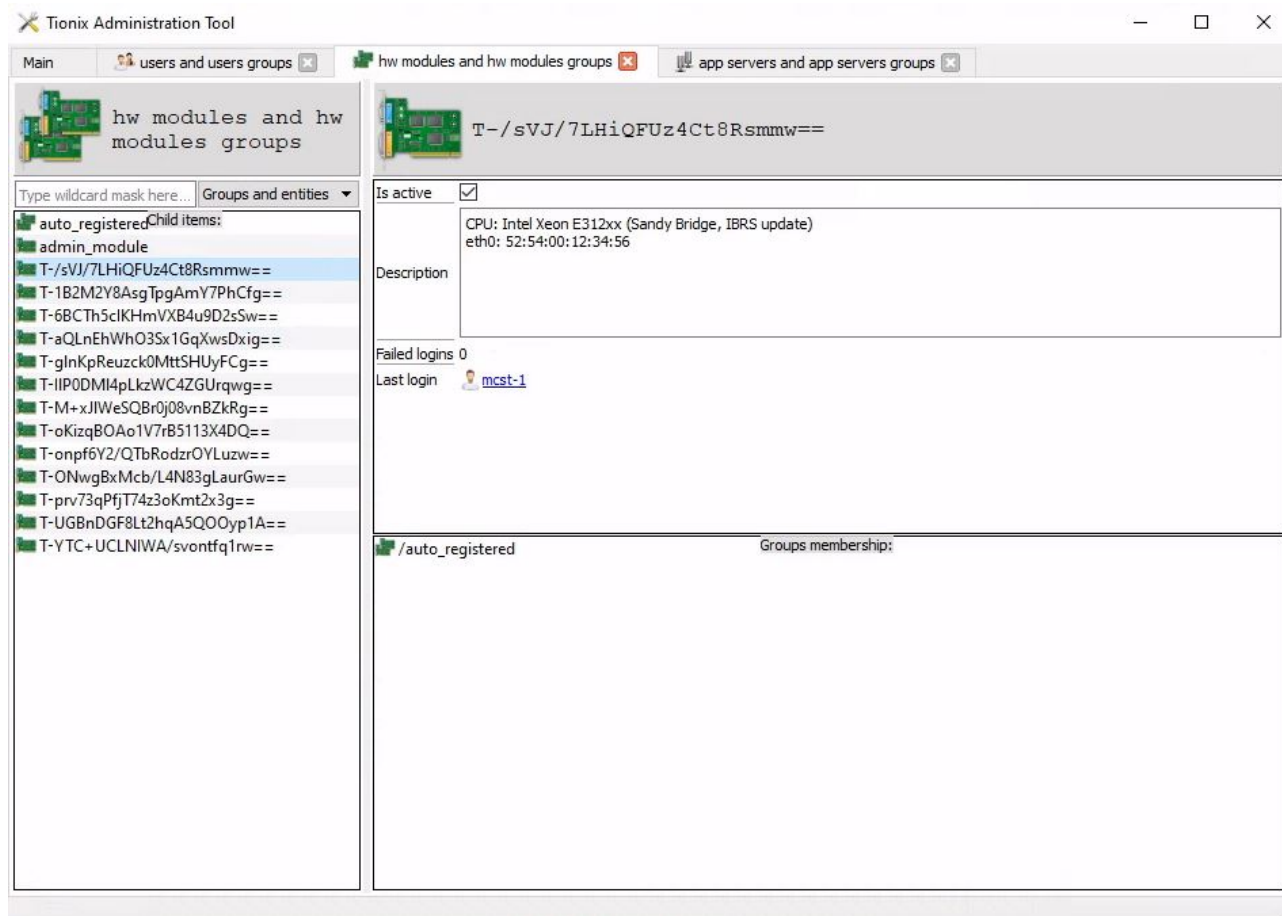 Tionix Administration Tool
Main
users and users groups
hw modules and hw modules groups
app servers and app servers groups
hw modules and hw
modules groups
T-/sVJ/7LHiQFUz4Ct8Rsmmw==
Type wildcard mask here...
Groups and entities
Child items:
auto_registered
admin_module
T-/sVJ/7LHiQFUz4Ct8Rsmmw==
T-1B2M2Y8AsgTpgAmY7PhCfg==
T-6BCTh5cIKHmVXB4u9D2sSw==
T-aQLnEhWhO3Sx1GqXwsDxig==
T-gInKpReuzck0MttSHUyFCg==
T-IIP0DMI4pLkzWC4ZGUrqwg==
T-M+xJIWeSQBr0j08vnBZkRg==
T-oKizqBOAo1V7rB5113X4DQ==
T-onpf6Y2/QTbRodzrOYLuzw==
T-ONwgBxMcb/L4N83gLaurGw==
T-prv73qPfjT74z3oKmt2x3g==
T-UGBnDGF8Lt2hqA5QOOyp1A==
T-YTC+UCLNIWA/svontfq1rw==
Is active
Description
CPU: Intel Xeon E312xx (Sandy Bridge, IBRS update)
eth0: 52:54:00:12:34:56
Failed logins 0
Last login mcst-1
Groups membership:
/auto_registered